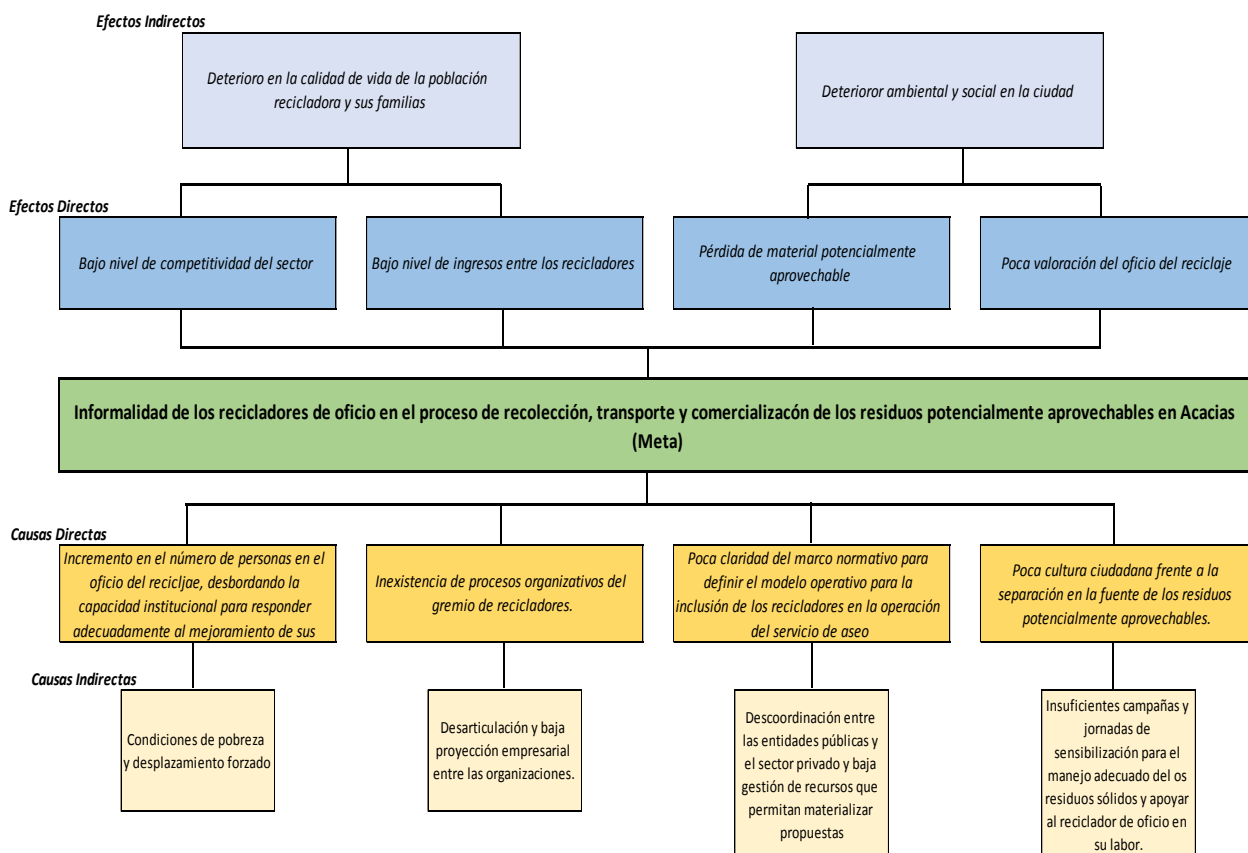 Efectos Indirectos
Deterioro en la calidad de vida de la población
recicladora y sus familias
Deterioror ambiental y social en la ciudad
Efectos Directos
Bajo nivel de competitividad del sector
Bajo nivel de ingresos entre los recicladores
Pérdida de material potencialmente
aprovechable
Poca valoración del oficio del reciclaje
Informalidad de los recicladores de oficio en el proceso de recolección, transporte y comercializacón de los residuos potencialmente aprovechables en Acacias
(Meta)
Causas Directas
Incremento en el número de personas en el
oficio del recicljae, desbordando la
capacidad institucional para responder
adecuadamente al mejoramiento de sus
Inexistencia de procesos organizativos del
gremio de recicladores.
Poca claridad del marco normativo para
definir el modelo operativo para la
inclusión de los recicladores en la operación
del servicio de aseo
Poca cultura ciudadana frente a la
separación en la fuente de los residuos
potencialmente aprovechables.
Causas Indirectas
Condiciones de pobreza
y desplazamiento forzado
Desarticulación y baja
proyección empresarial
entre las organizaciones.
Descoordinación entre
las entidades públicas y
el sector privado y baja
gestión de recursos que
permitan materializar
propuestas
Insuficientes campañas y
jornadas de
sensibilización para el
manejo adecuado del os
residuos sólidos y apoyar
al reciclador de oficio en
su labor.